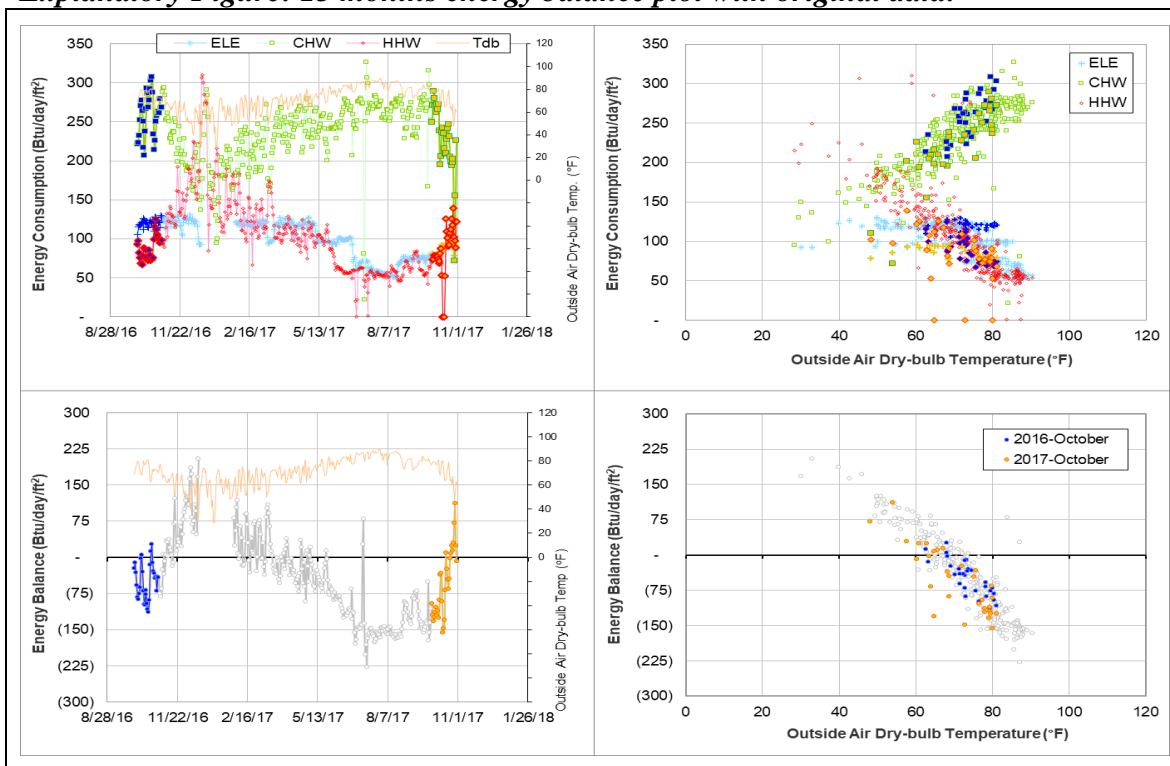 Explanatory Figure: 13 months energy balance plot with original data.
ELE CHW HHW Tdb
Energy Consumption (Btu/day/ft²)
350
300
250
200
150
100
50
-
120
100
80
60
40
20
0
Outside Air Dry-bulb Temp. (°F)
8/28/16 11/22/16 2/16/17 5/13/17 8/7/17 11/1/17 1/26/18
ELE
CHW
HHW
Energy Consumption (Btu/day/ft²)
350
300
250
200
150
100
50
-
0 20 40 60 80 100 120
Outside Air Dry-bulb Temperature (°F)
Energy Balance (Btu/day/ft²)
300
225
150
75
-
(75)
(150)
(225)
(300)
120
100
80
60
40
20
0
Outside Air Dry-bulb Temp (°F)
8/28/16 11/22/16 2/16/17 5/13/17 8/7/17 11/1/17 1/26/18
2016-October
2017-October
Energy Balance (Btu/day/ft²)
300
225
150
75
-
(75)
(150)
(225)
(300)
0 20 40 60 80 100 120
Outside Air Dry-bulb Temperature (°F)